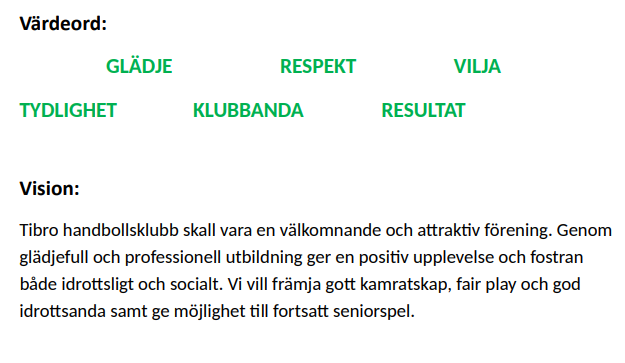 Värdeord:
GLÄDJE RESPEKT VILJA
TYDLIGHET KLUBBANDA RESULTAT
Vision:
Tibro handbollsklubb skall vara en välkomnande och attraktiv förening. Genom
glädjefull och professionell utbildning ger en positiv upplevelse och fostran
både idrottsligt och socialt. Vi vill främja gott kamratskap, fair play och god
idrottsanda samt ge möjlighet till fortsatt seniorspel.